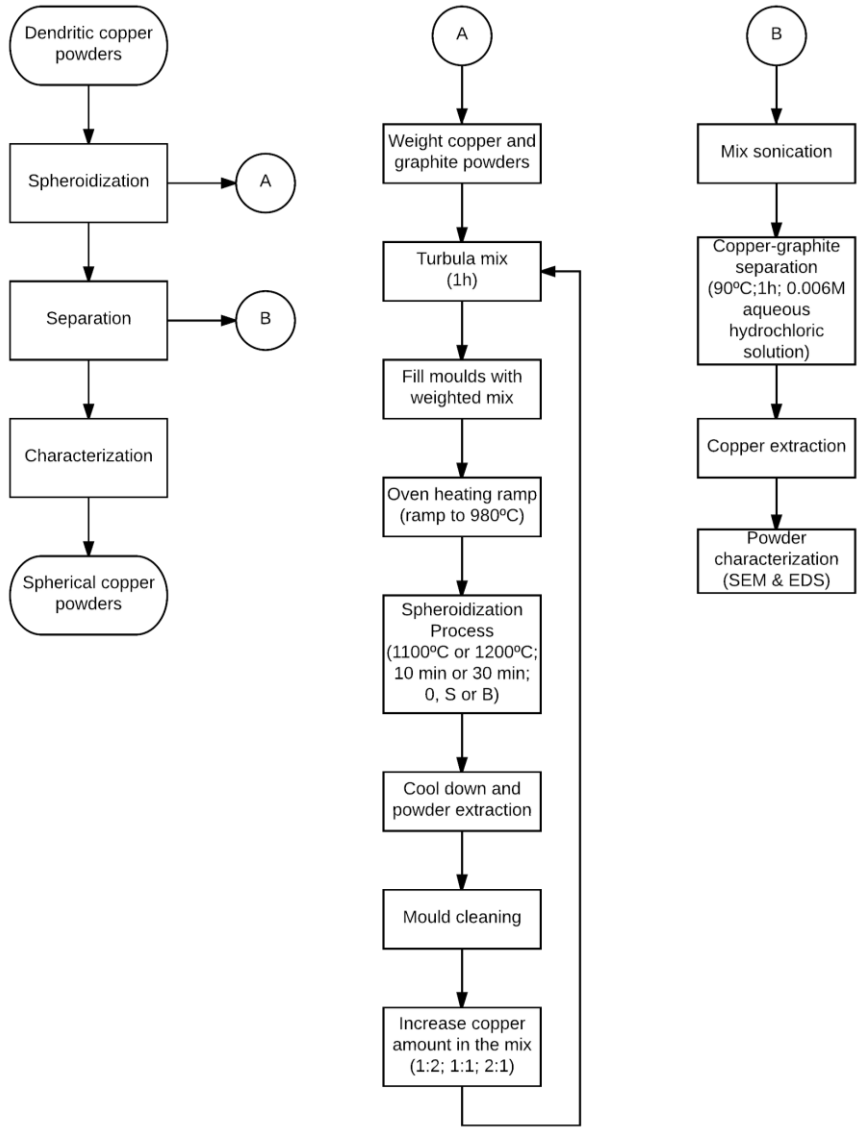 Dendritic copper
powders
Spheroidization
A
Separation
B
Characterization
Spherical copper
powders
A
Weight copper and
graphite powders
Turbula mix
(1h)
Fill moulds with
weighted mix
Oven heating ramp
(ramp to 980ºC)
Spheroidization
Process
(1100ºC or 1200ºC;
10 min or 30 min;
0, S or B)
Cool down and
powder extraction
Mould cleaning
Increase copper
amount in the mix
(1:2; 1:1; 2:1)
B
Mix sonication
Copper-graphite
separation
(90ºC;1h; 0.006M
aqueous
hydrochloric
solution)
Copper extraction
Powder
characterization
(SEM & EDS)